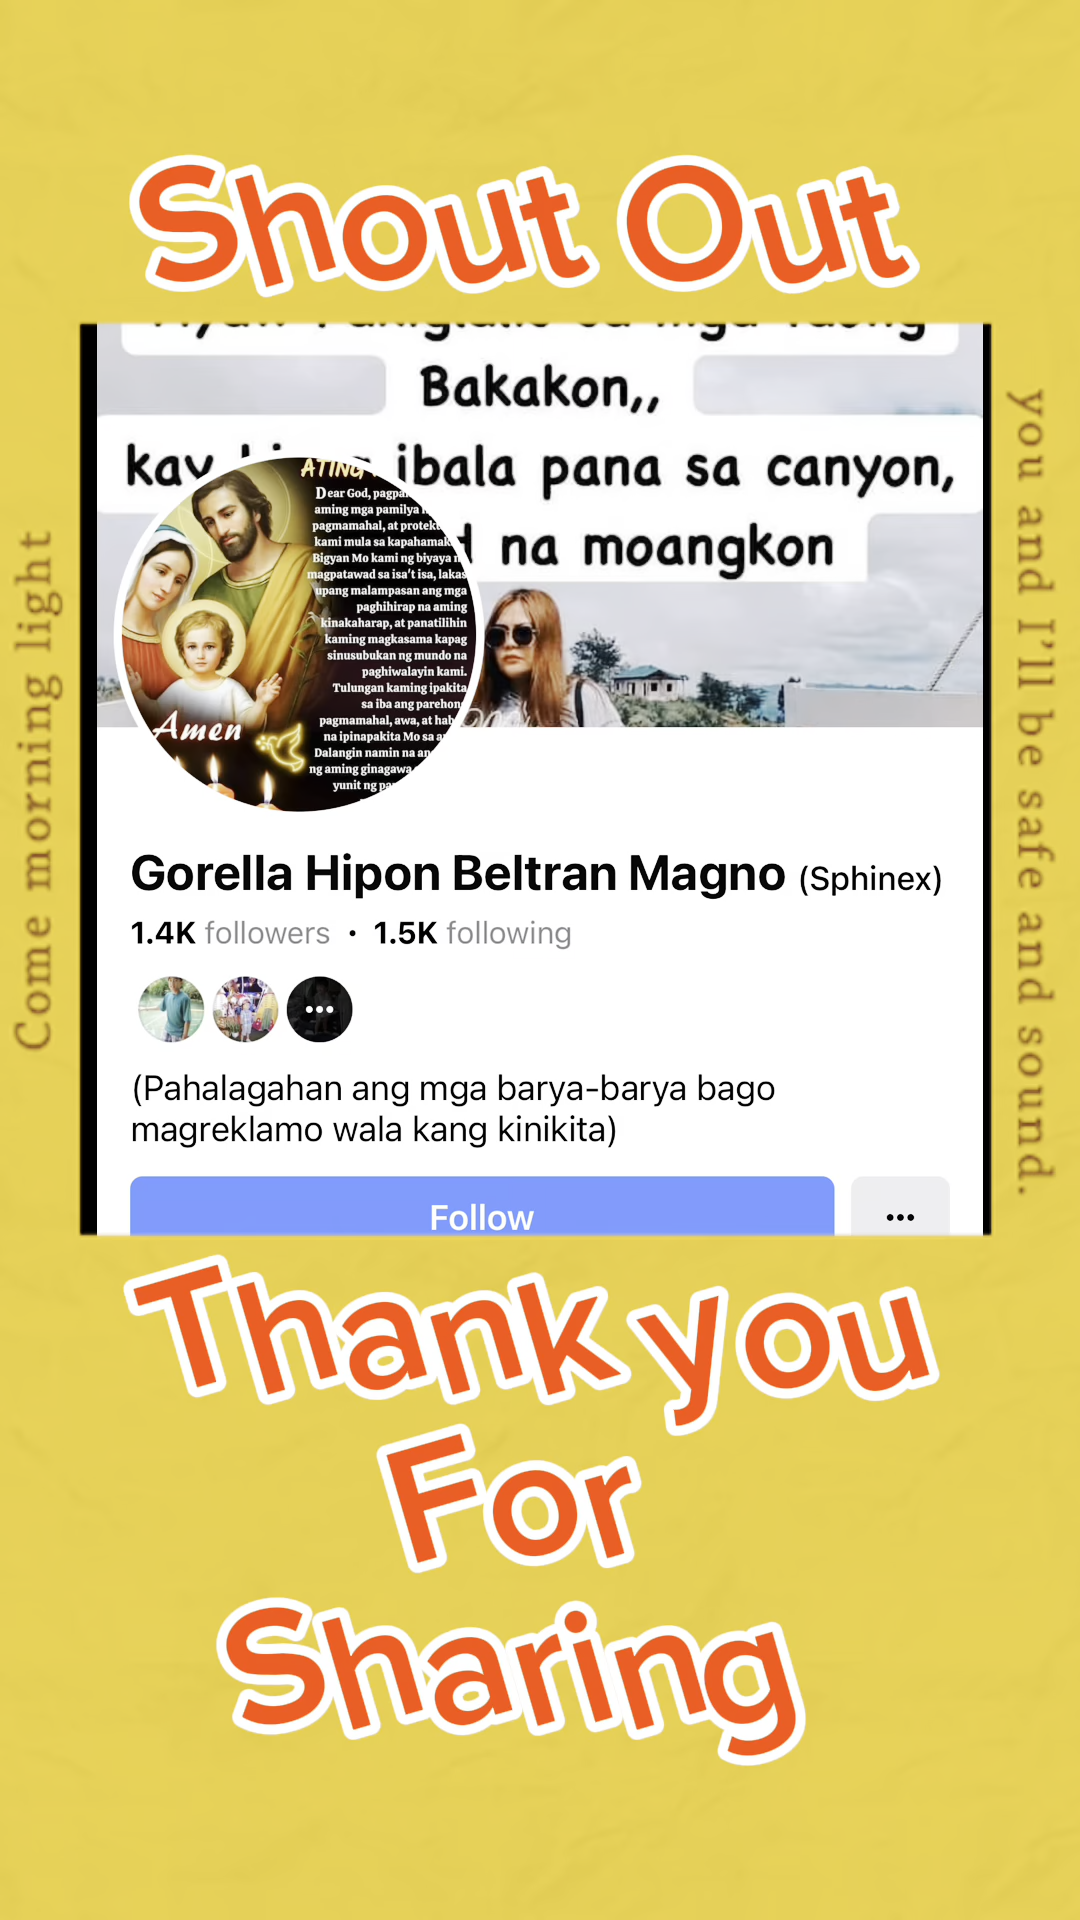 Shout Out
Bakakon,,
ibala pana sa canyon,
na moangkon
ATING
Dear God,
aming mga pamilya
pagmamahal, at
kami mula sa
Bigyan Mo kami ng biyaya
magpatawad sa isa't isa, lakas
upang malampasan ang mga
paghihirap na aming
kinakaharap, at panatilihin
kaming magkasama kapag
sinusubukan ng mundo na
paghiwalayin kami.
Tulungan kaming ipakita
sa iba ang
pagmamahal, awa, at
na ipinapakita Mo sa
Dalangin namin na
ng aming ginagawa
yunit ng
Amen
Gorella Hipon Beltran Magno (Sphinex)
1.4K followers · 1.5K following
(Pahalagahan ang mga barya-barya bago
magreklamo wala kang kinikita)
Follow
Come morning light
you and I'll be safe and sound.
Thank you
For
Sharing